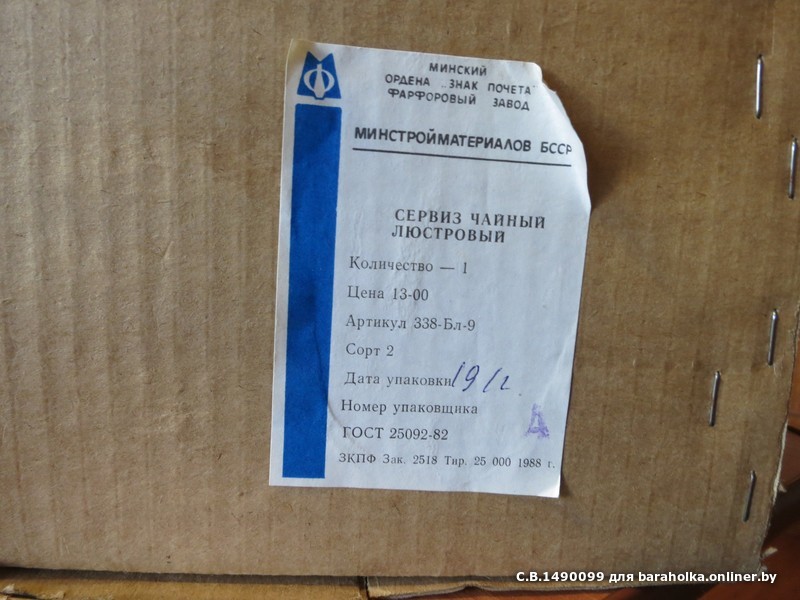 МИНСКИЙ
ОРДЕНА „ЗНАК ПОЧЕТА"
ФАРФОРОВЫЙ ЗАВОД
МИНСТРОЙМАТЕРИАЛОВ БССР
СЕРВИЗ ЧАЙНЫЙ
ЛЮСТРОВЫЙ
Количество — 1
Цена 13-00
Артикул 338-Бл-9
Сорт 2
Дата упаковки
Номер упаковщика Д
ГОСТ 25092-82
ЗКПФ Зак. 2518 Тир. 25 000 1988 г.
С.В.1490099 для baraholka.onliner.by